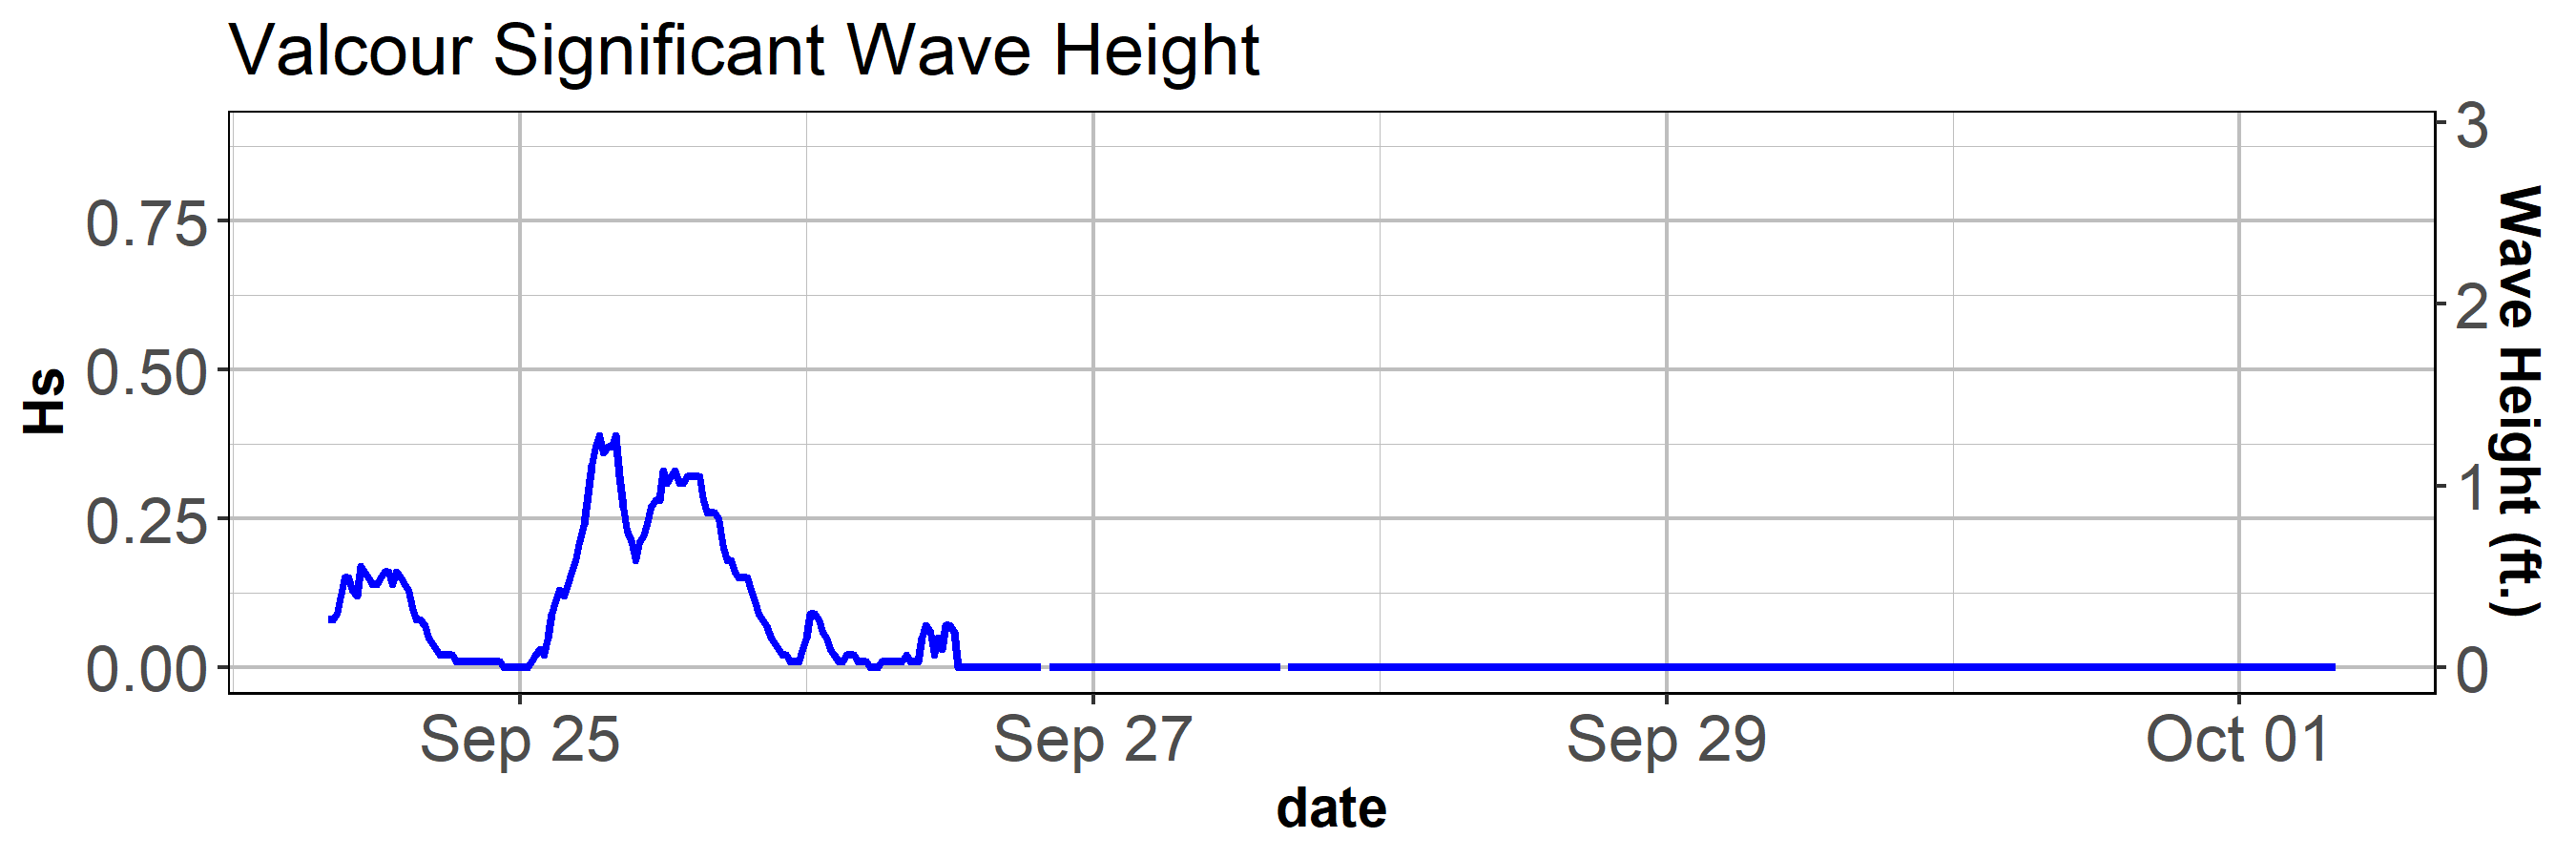 Valcour Significant Wave Height
Hs
0.75
0.50
0.25
0.00
3
2
1
0
Wave Height (ft.)
Sep 25
Sep 27
Sep 29
Oct 01
date